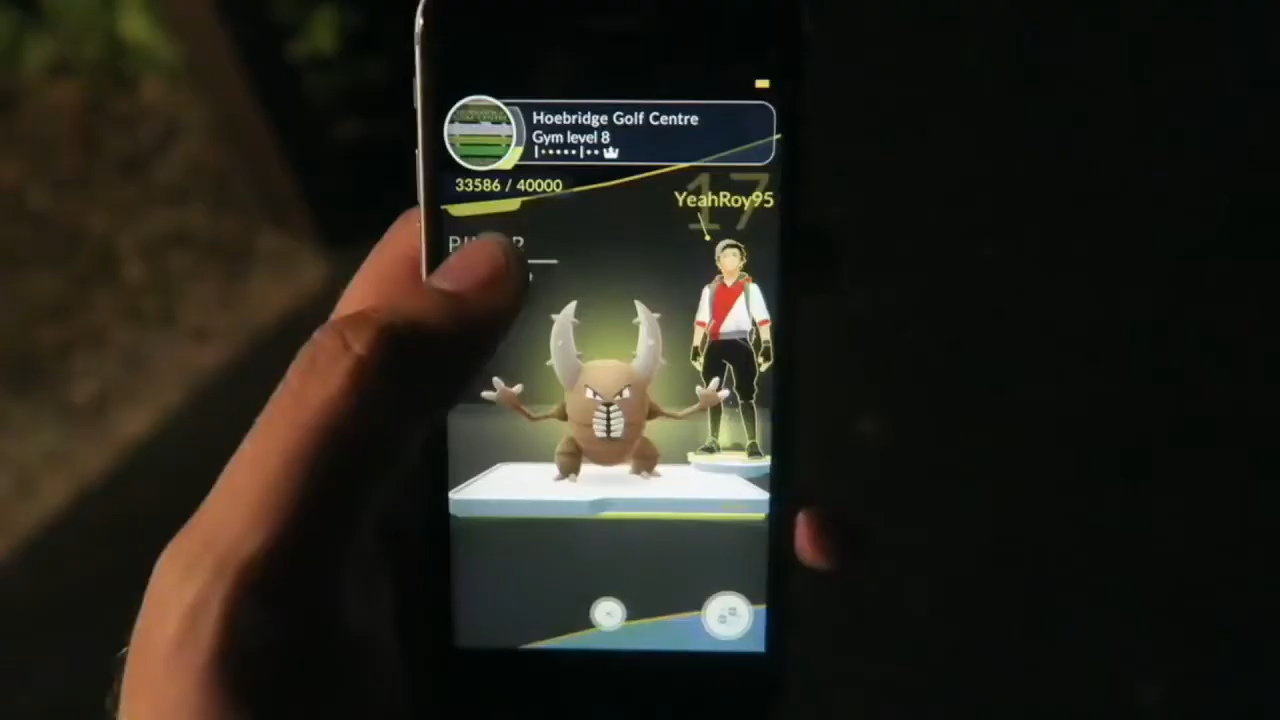 Hoebridge Golf Centre
Gym level 8
33586 / 40000
17
YeahRoy95